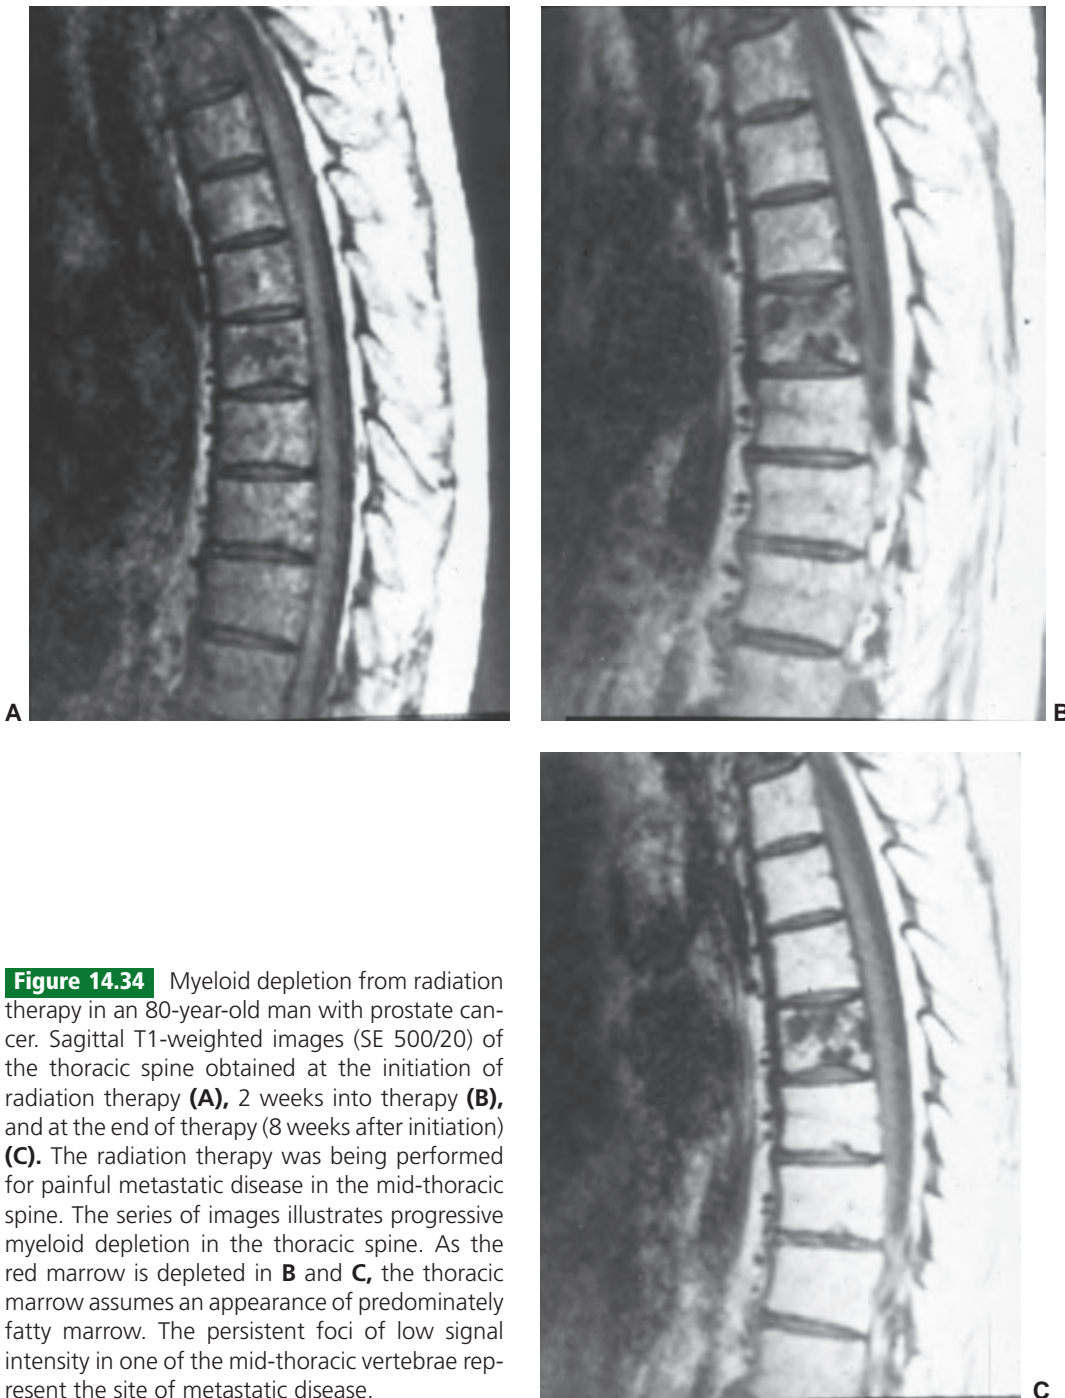 A
B
C
Figure 14.34 Myeloid depletion from radiation
therapy in an 80-year-old man with prostate can-
cer. Sagittal T1-weighted images (SE 500/20) of
the thoracic spine obtained at the initiation of
radiation therapy (A), 2 weeks into therapy (B),
and at the end of therapy (8 weeks after initiation)
(C). The radiation therapy was being performed
for painful metastatic disease in the mid-thoracic
spine. The series of images illustrates progressive
myeloid depletion in the thoracic spine. As the
red marrow is depleted in B and C, the thoracic
marrow assumes an appearance of predominately
fatty marrow. The persistent foci of low signal
intensity in one of the mid-thoracic vertebrae rep-
resent the site of metastatic disease.